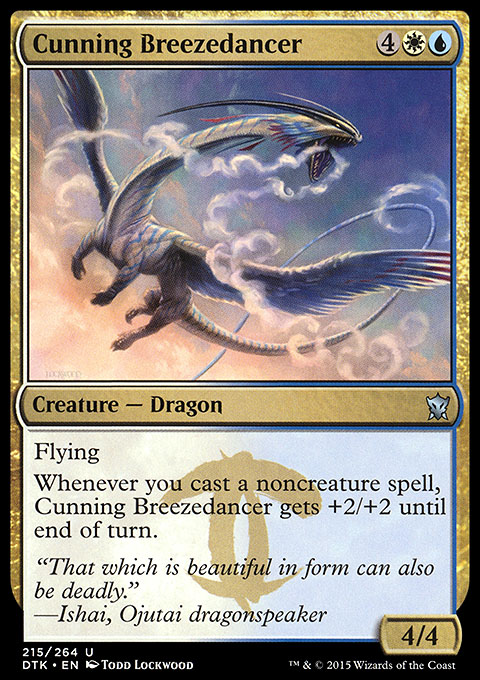 Cunning Breezedancer 4
Creature — Dragon
Flying
Whenever you cast a noncreature spell,
Cunning Breezedancer gets +2/+2 until
end of turn.
“That which is beautiful in form can also
be deadly.”
—Ishai, Ojutai dragonspeaker
4/4
215/264 U
DTK • EN Todd Lockwood
™ & © 2015 Wizards of the Coast